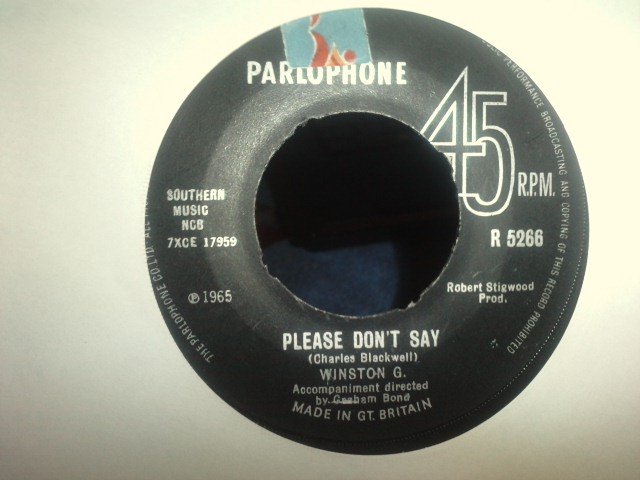 PARLOPHONE
45
R.P.M.
SOUTHERN
MUSIC
NCB
7XCE 17959
R 5266
℗ 1965
Robert Stigwood
Prod.
PLEASE DON'T SAY
(Charles Blackwell)
WINSTON G.
Accompaniment directed
by Graham Bond
MADE IN GT. BRITAIN
THE PARLOPHONE CO. LTD.
PERFORMANCE BROADCASTING AND COPYING OF THIS RECORD PROHIBITED